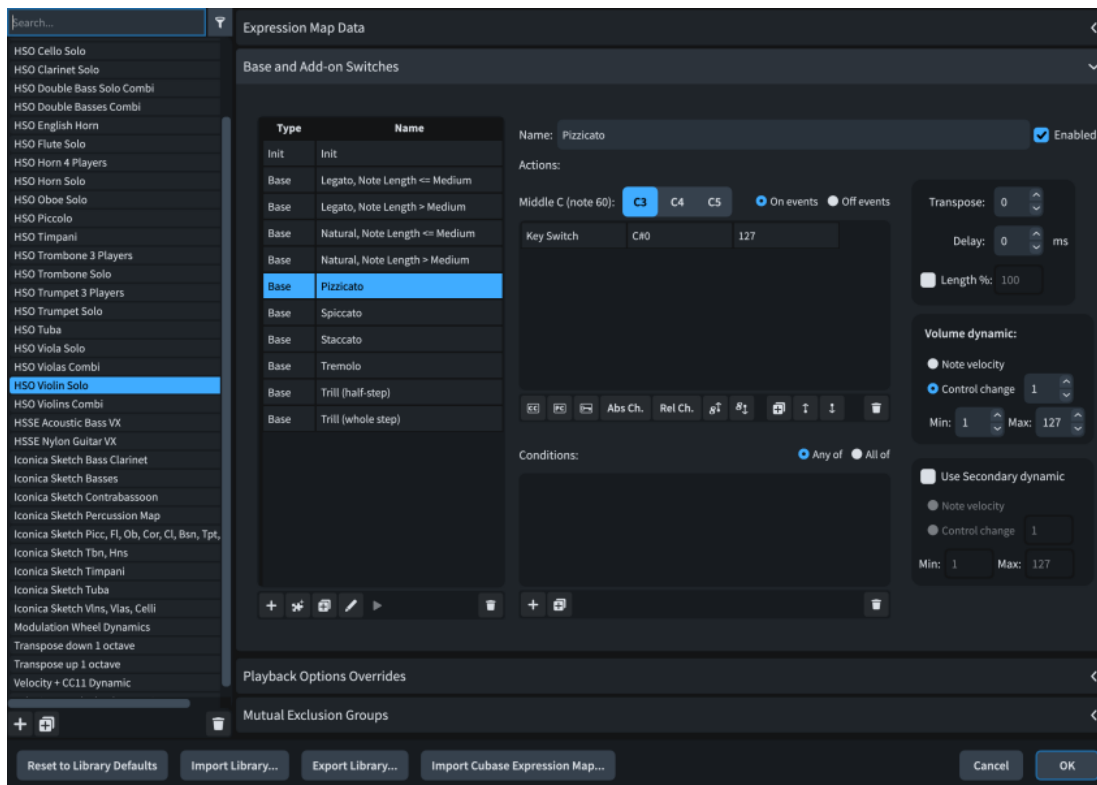 Search...
HSO Cello Solo
HSO Clarinet Solo
HSO Double Bass Solo Combi
HSO Double Basses Combi
HSO English Horn
HSO Flute Solo
HSO Horn 4 Players
HSO Horn Solo
HSO Oboe Solo
HSO Piccolo
HSO Timpani
HSO Trombone 3 Players
HSO Trombone Solo
HSO Trumpet 3 Players
HSO Trumpet Solo
HSO Tuba
HSO Viola Solo
HSO Violas Combi
HSO Violin Solo
HSO Violins Combi
HSSE Acoustic Bass VX
HSSE Nylon Guitar VX
Iconica Sketch Bass Clarinet
Iconica Sketch Basses
Iconica Sketch Contrabassoon
Iconica Sketch Percussion Map
Iconica Sketch Picc, Fl, Ob, Cor, Cl, Bsn, Tpt,
Iconica Sketch Tbn, Hns
Iconica Sketch Timpani
Iconica Sketch Tuba
Iconica Sketch Vlns, Vlas, Celli
Modulation Wheel Dynamics
Transpose down 1 octave
Transpose up 1 octave
Velocity + CC11 Dynamic
Expression Map Data
Base and Add-on Switches
Type Name
Init Init
Base Legato, Note Length <= Medium
Base Legato, Note Length > Medium
Base Natural, Note Length <= Medium
Base Natural, Note Length > Medium
Base Pizzicato
Base Spiccato
Base Staccato
Base Tremolo
Base Trill (half-step)
Base Trill (whole step)
Name: Pizzicato Enabled
Actions:
Middle C (note 60): C3 C4 C5 On events Off events
Key Switch C#0 127
CC PC Abs Ch. Rel Ch.
Conditions: Any of All of
Transpose: 0
Delay: 0 ms
Length %: 100
Volume dynamic:
Note velocity
Control change 1
Min: 1 Max: 127
Use Secondary dynamic
Note velocity
Control change 1
Min: 1 Max: 127
Playback Options Overrides
Mutual Exclusion Groups
Reset to Library Defaults Import Library... Export Library... Import Cubase Expression Map... Cancel OK